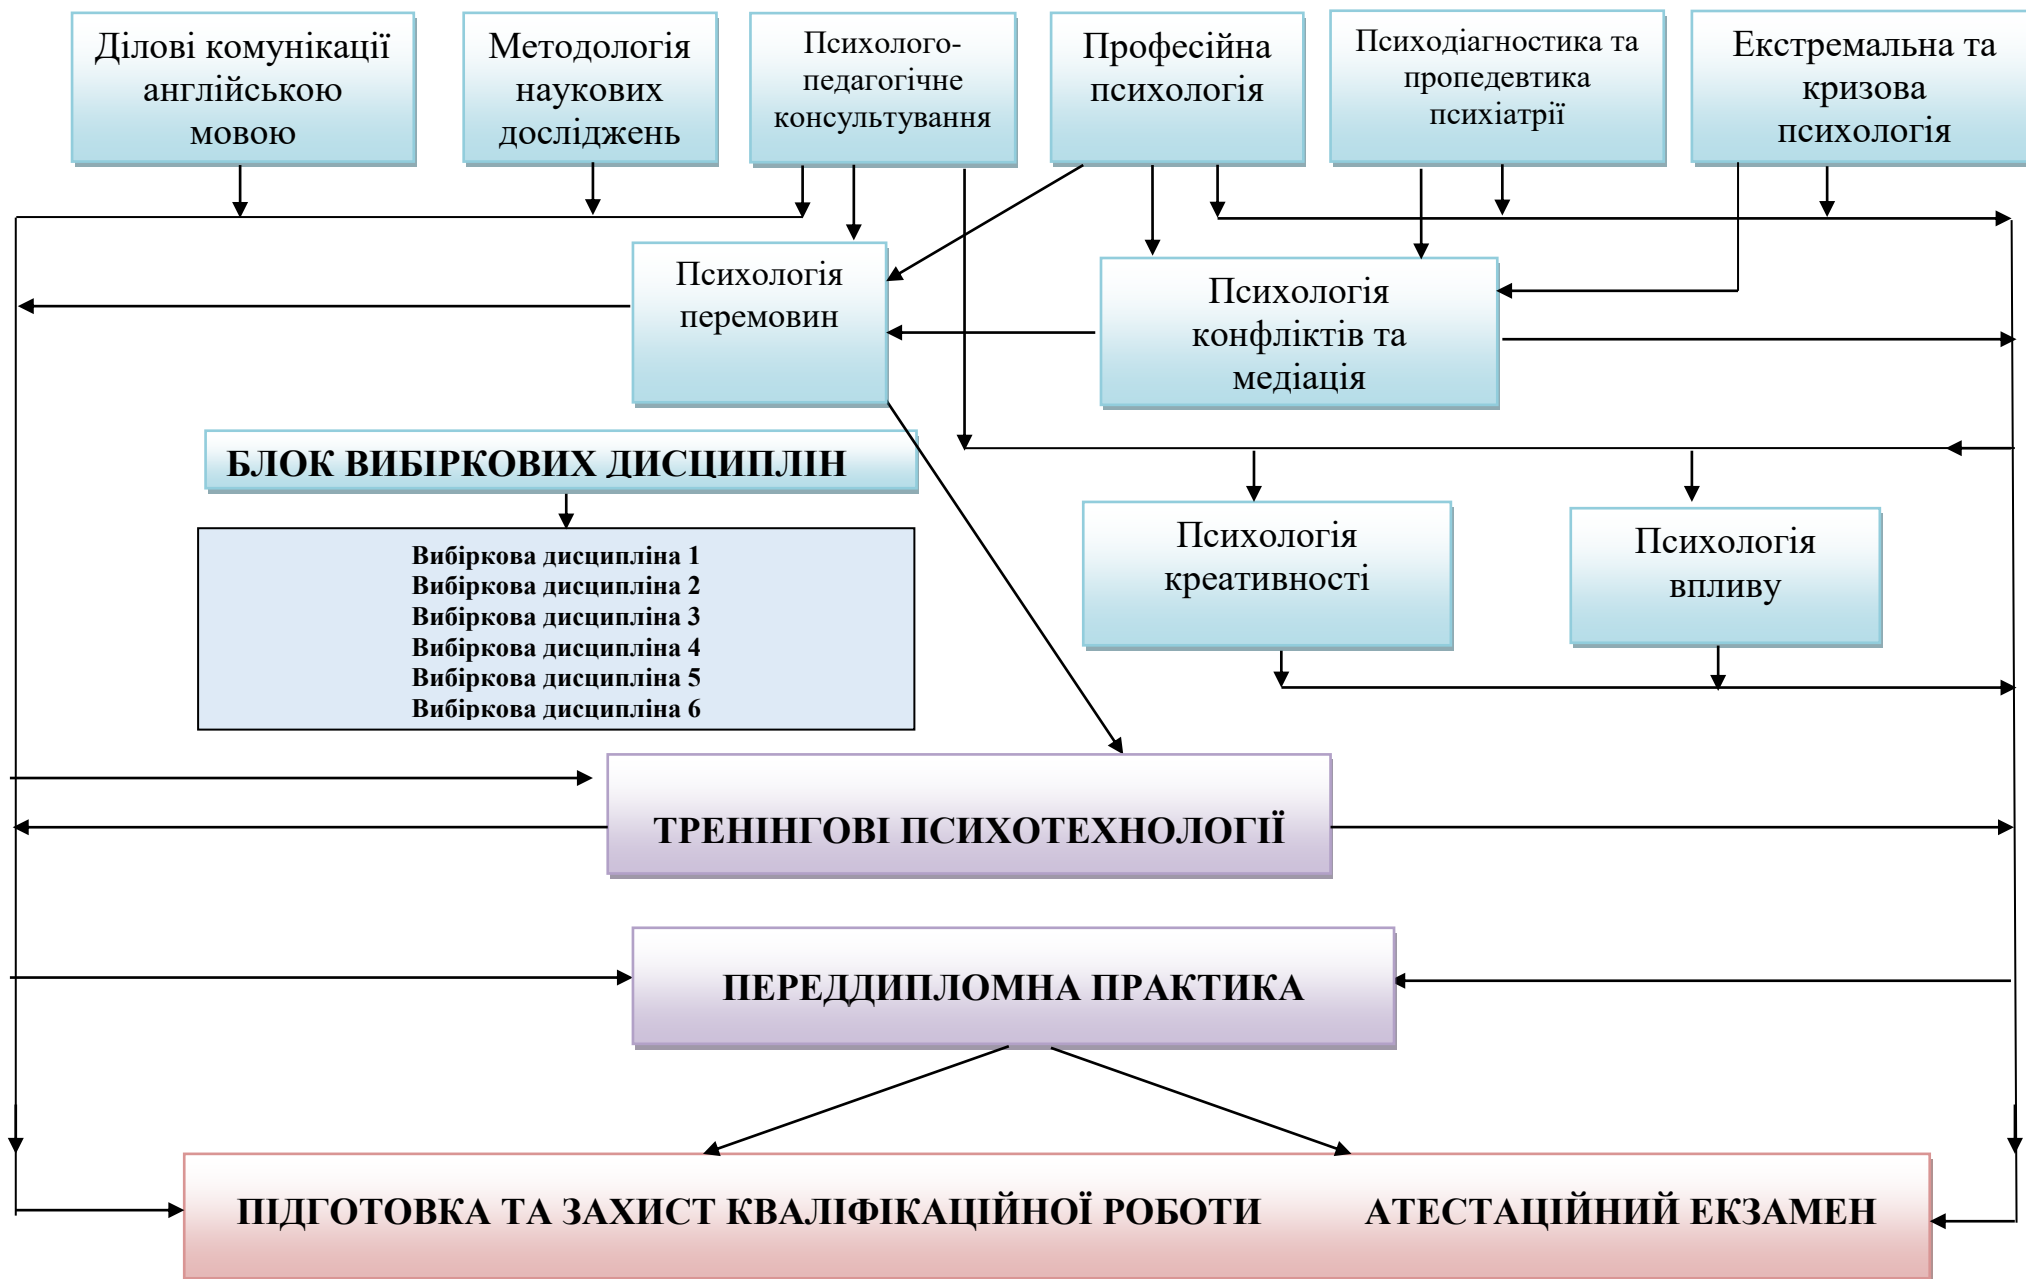 Ділові комунікації
англійською
мовою
Методологія
наукових
досліджень
Психолого-
педагогічне
консультування
Професійна
психологія
Психодіагностика та
пропедевтика
психіатрії
Екстремальна та
кризова
психологія
Психологія
перемовин
Психологія
конфліктів та
медіація
БЛОК ВИБІРКОВИХ ДИСЦИПЛІН
Вибіркова дисципліна 1
Вибіркова дисципліна 2
Вибіркова дисципліна 3
Вибіркова дисципліна 4
Вибіркова дисципліна 5
Вибіркова дисципліна 6
Психологія
креативності
Психологія
впливу
ТРЕНІНГОВІ ПСИХОТЕХНОЛОГІЇ
ПЕРЕДДИПЛОМНА ПРАКТИКА
ПІДГОТОВКА ТА ЗАХИСТ КВАЛІФІКАЦІЙНОЇ РОБОТИ АТЕСТАЦІЙНИЙ ЕКЗАМЕН